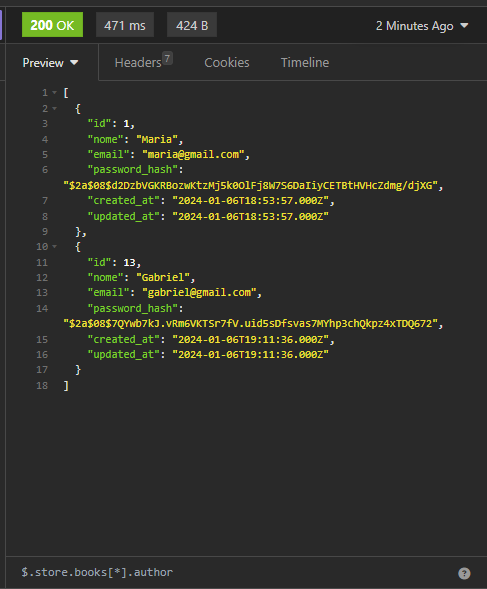 200 OK 471 ms 424 B 2 Minutes Ago
Preview Headers 7 Cookies Timeline
1 [
2 {
3 "id": 1,
4 "nome": "Maria",
5 "email": "maria@gmail.com",
6 "password_hash":
"$2a$08$d2DzbVGKRBozwKtzMj5k0OlFj8W7S6DaIiyCETBtHVHcZdmg/djXG",
7 "created_at": "2024-01-06T18:53:57.000Z",
8 "updated_at": "2024-01-06T18:53:57.000Z"
9 },
10 {
11 "id": 13,
12 "nome": "Gabriel",
13 "email": "gabriel@gmail.com",
14 "password_hash":
"$2a$08$7QYwb7kJ.vRm6VKTSr7fV.uid5sDfsvas7MYhp3chQkpz4xTDQ672",
15 "created_at": "2024-01-06T19:11:36.000Z",
16 "updated_at": "2024-01-06T19:11:36.000Z"
17 }
18 ]
$.store.books[*].author ?